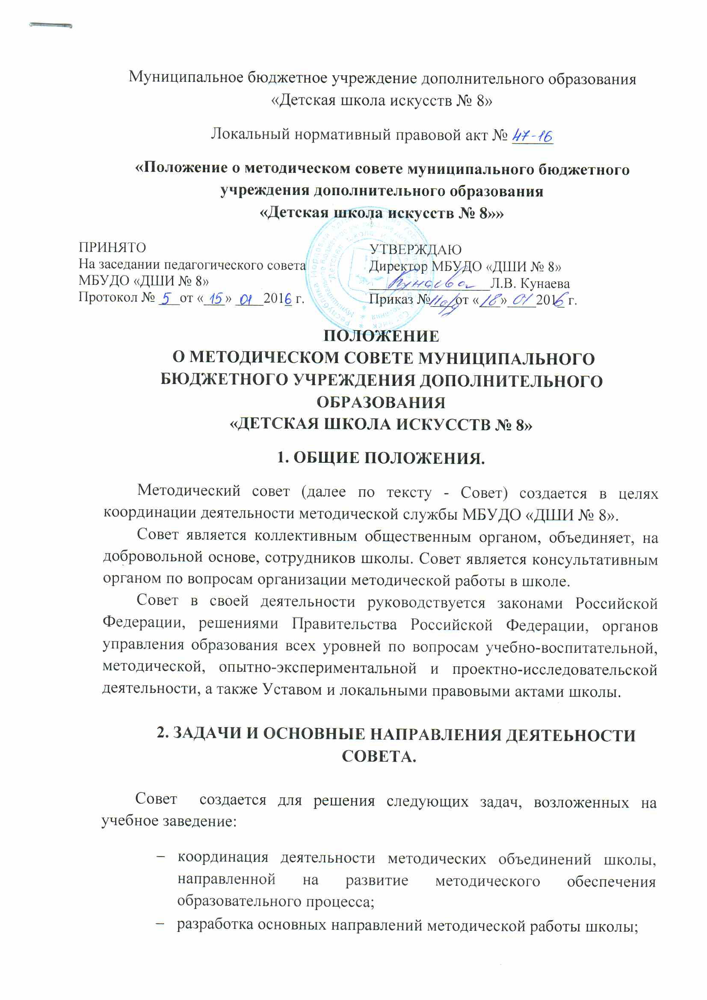 Муниципальное бюджетное учреждение дополнительного образования
«Детская школа искусств № 8»
Локальный нормативный правовой акт № 47-16
«Положение о методическом совете муниципального бюджетного
учреждения дополнительного образования
«Детская школа искусств № 8»»
ПРИНЯТО
На заседании педагогического совета
МБУДО «ДШИ № 8»
Протокол № 5 от «15» 01 2016 г.
УТВЕРЖДАЮ
Директор МБУДО «ДШИ № 8»
Кунаева Л.В. Кунаева
Приказ № от «18» 01 2016 г.
ПОЛОЖЕНИЕ
О МЕТОДИЧЕСКОМ СОВЕТЕ МУНИЦИПАЛЬНОГО
БЮДЖЕТНОГО УЧРЕЖДЕНИЯ ДОПОЛНИТЕЛЬНОГО
ОБРАЗОВАНИЯ
«ДЕТСКАЯ ШКОЛА ИСКУССТВ № 8»
1. ОБЩИЕ ПОЛОЖЕНИЯ.
Методический совет (далее по тексту - Совет) создается в целях
координации деятельности методической службы МБУДО «ДШИ № 8».
Совет является коллективным общественным органом, объединяет, на
добровольной основе, сотрудников школы. Совет является консультативным
органом по вопросам организации методической работы в школе.
Совет в своей деятельности руководствуется законами Российской
Федерации, решениями Правительства Российской Федерации, органов
управления образования всех уровней по вопросам учебно-воспитательной,
методической, опытно-экспериментальной и проектно-исследовательской
деятельности, а также Уставом и локальными правовыми актами школы.
2. ЗАДАЧИ И ОСНОВНЫЕ НАПРАВЛЕНИЯ ДЕЯТЕЬНОСТИ
СОВЕТА.
Совет создается для решения следующих задач, возложенных на
учебное заведение:
– координация деятельности методических объединений школы,
направленной на развитие методического обеспечения
образовательного процесса;
– разработка основных направлений методической работы школы;